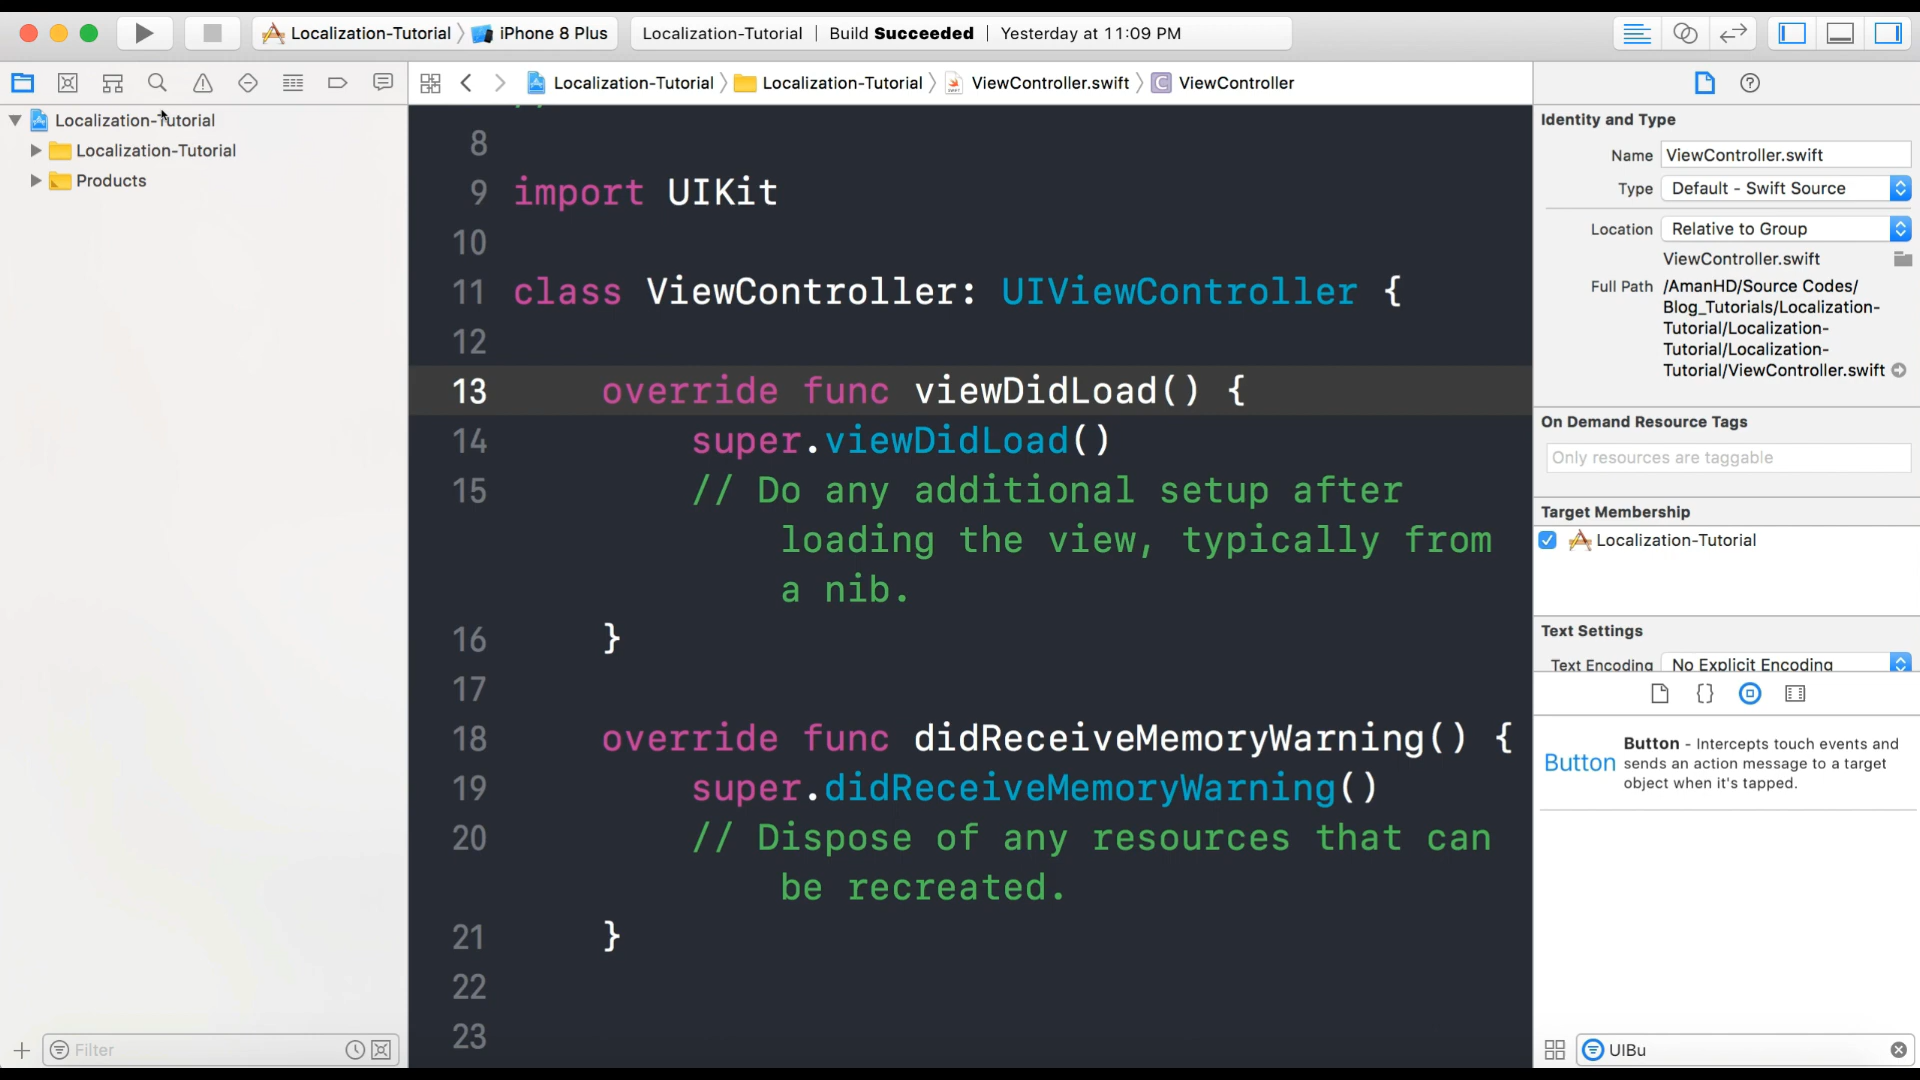 Localization-Tutorial iPhone 8 Plus
Localization-Tutorial | Build Succeeded | Yesterday at 11:09 PM
Localization-Tutorial Localization-Tutorial ViewController.swift ViewController
Localization-Tutorial
Localization-Tutorial
Products
Filter
8
9 import UIKit
10
11 class ViewController: UIViewController {
12
13 override func viewDidLoad() {
14 super.viewDidLoad()
15 // Do any additional setup after
loading the view, typically from
a nib.
16 }
17
18 override func didReceiveMemoryWarning() {
19 super.didReceiveMemoryWarning()
20 // Dispose of any resources that can
be recreated.
21 }
22
23
Identity and Type
Name ViewController.swift
Type Default - Swift Source
Location Relative to Group
ViewController.swift
Full Path /AmanHD/Source Codes/
Blog_Tutorials/Localization-
Tutorial/Localization-
Tutorial/Localization-
Tutorial/ViewController.swift
On Demand Resource Tags
Only resources are taggable
Target Membership
Localization-Tutorial
Text Settings
Text Encoding No Explicit Encoding
Button
Button - Intercepts touch events and
sends an action message to a target
object when it's tapped.
UIBu